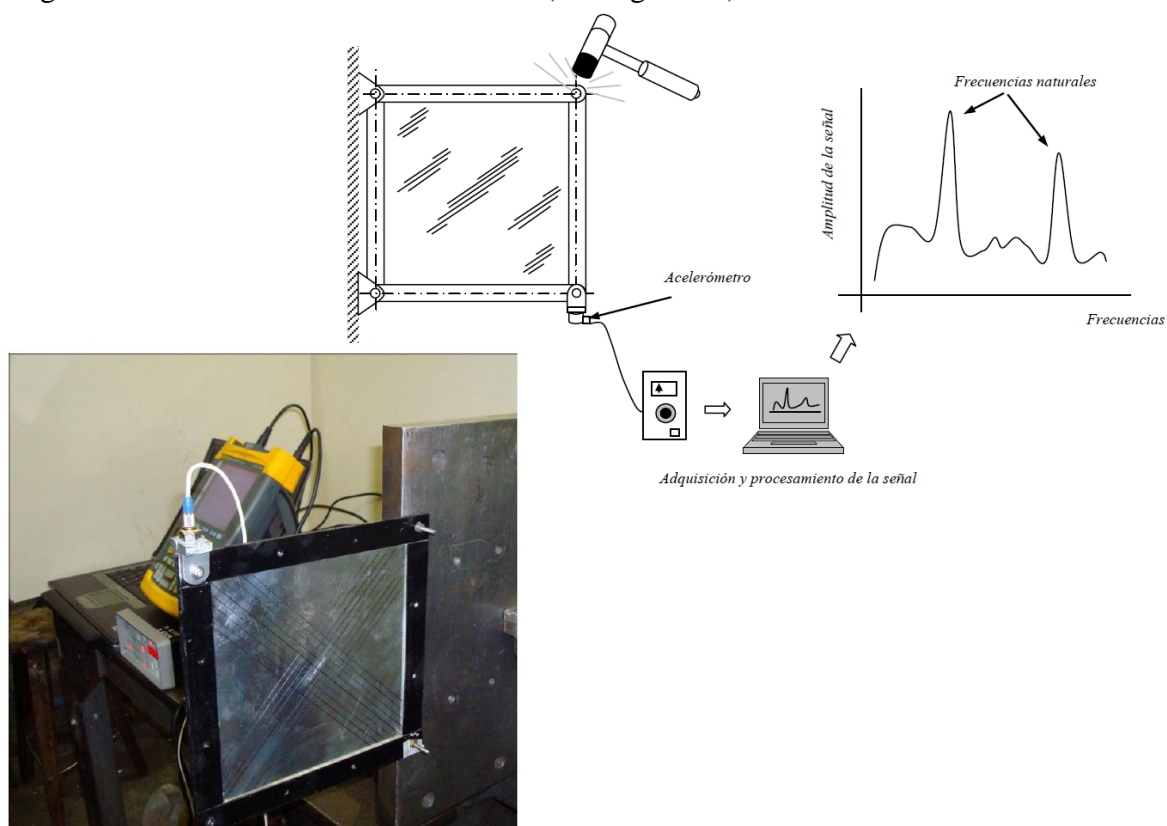 Frecuencias naturales
Amplitud de la señal
Acelerómetro
Frecuencias
Adquisición y procesamiento de la señal